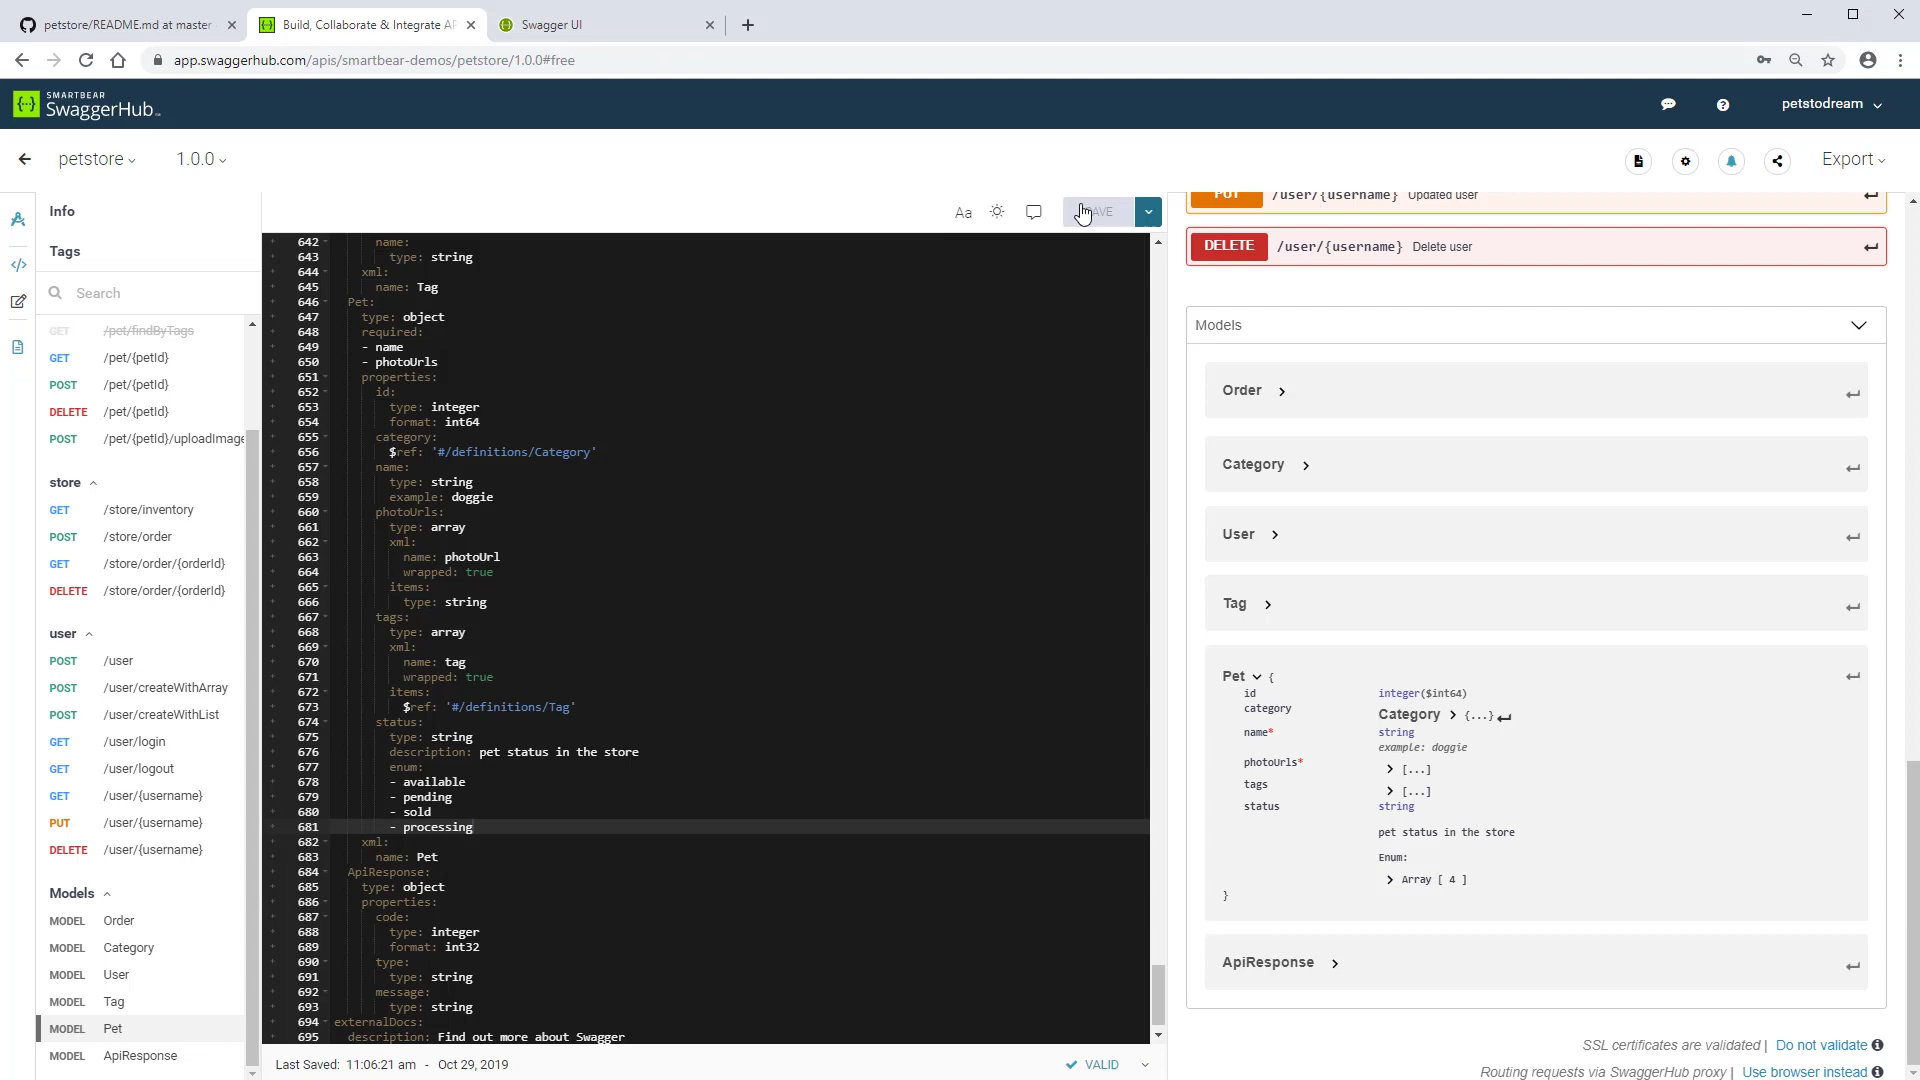 petstore/README.md at master
Build, Collaborate & Integrate AP
Swagger UI
app.swaggerhub.com/apis/smartbear-demos/petstore/1.0.0#free
SMARTBEAR
SwaggerHub
petstodream
petstore
1.0.0
Export
Info
Tags
Search
GET /pet/findByTags
GET /pet/{petId}
POST /pet/{petId}
DELETE /pet/{petId}
POST /pet/{petId}/uploadImage
store
GET /store/inventory
POST /store/order
GET /store/order/{orderId}
DELETE /store/order/{orderId}
user
POST /user
POST /user/createWithArray
POST /user/createWithList
GET /user/login
GET /user/logout
GET /user/{username}
PUT /user/{username}
DELETE /user/{username}
Models
MODEL Order
MODEL Category
MODEL User
MODEL Tag
MODEL Pet
MODEL ApiResponse
Aa
642 name:
643 type: string
644 xml:
645 name: Tag
646 Pet:
647 type: object
648 required:
649 - name
650 - photoUrls
651 properties:
652 id:
653 type: integer
654 format: int64
655 category:
656 $ref: '#/definitions/Category'
657 name:
658 type: string
659 example: doggie
660 photoUrls:
661 type: array
662 xml:
663 name: photoUrl
664 wrapped: true
665 items:
666 type: string
667 tags:
668 type: array
669 xml:
670 name: tag
671 wrapped: true
672 items:
673 $ref: '#/definitions/Tag'
674 status:
675 type: string
676 description: pet status in the store
677 enum:
678 - available
679 - pending
680 - sold
681 - processing
682 xml:
683 name: Pet
684 ApiResponse:
685 type: object
686 properties:
687 code:
688 type: integer
689 format: int32
690 type:
691 type: string
692 message:
693 type: string
694 externalDocs:
695 description: Find out more about Swagger
Last Saved: 11:06:21 am - Oct 29, 2019
VALID
PUT /user/{username} Updated user
DELETE /user/{username} Delete user
Models
Order
Category
User
Tag
Pet {
id integer($int64)
category Category {...}
name* string
example: doggie
photoUrls* [...]
tags [...]
status string
pet status in the store
Enum:
Array [ 4 ]
}
ApiResponse
SSL certificates are validated | Do not validate
Routing requests via SwaggerHub proxy | Use browser instead